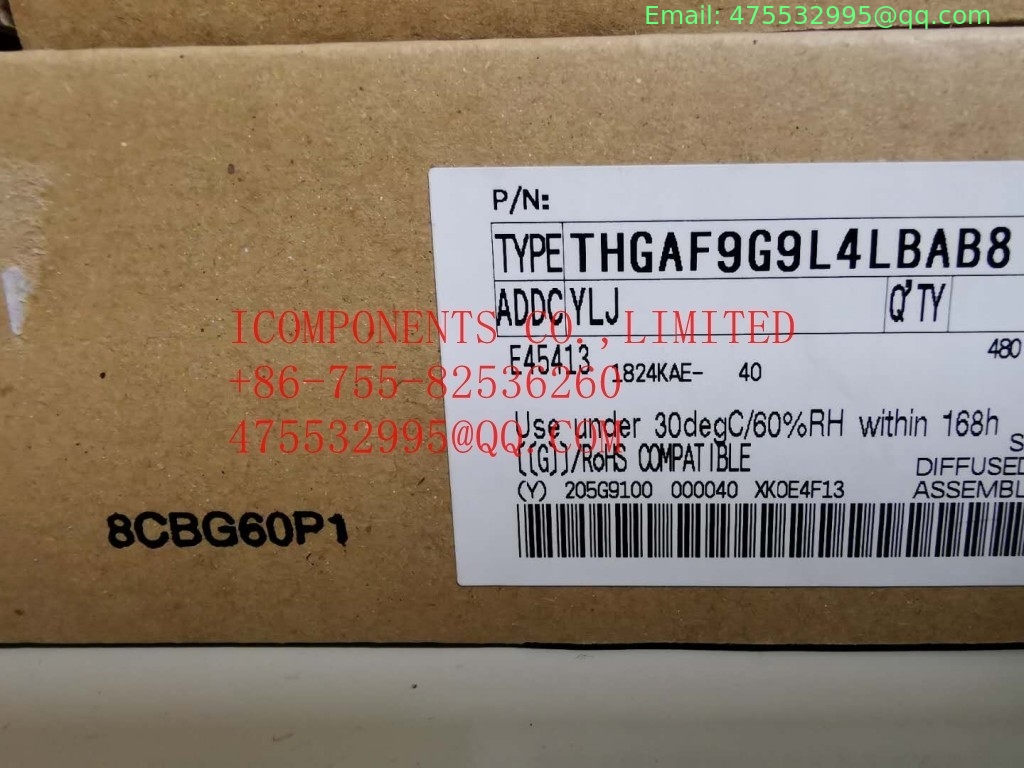 Email: 475532995@qq.com
P/N:
TYPE THGAF9G9L4LBAB8
ADDC YLJ Q'TY
ICOMPONENTS CO.,LIMITED
E45413 1824KAE- 40 480
+86-755-82536260
Use under 30degC/60%RH within 168h
475532995@QQ.COM
[[G]]/RoHS COMPATIBLE
DIFFUSED
(Y) 205G9100 000040 XK0E4F13 ASSEMBL
8CBG60P1